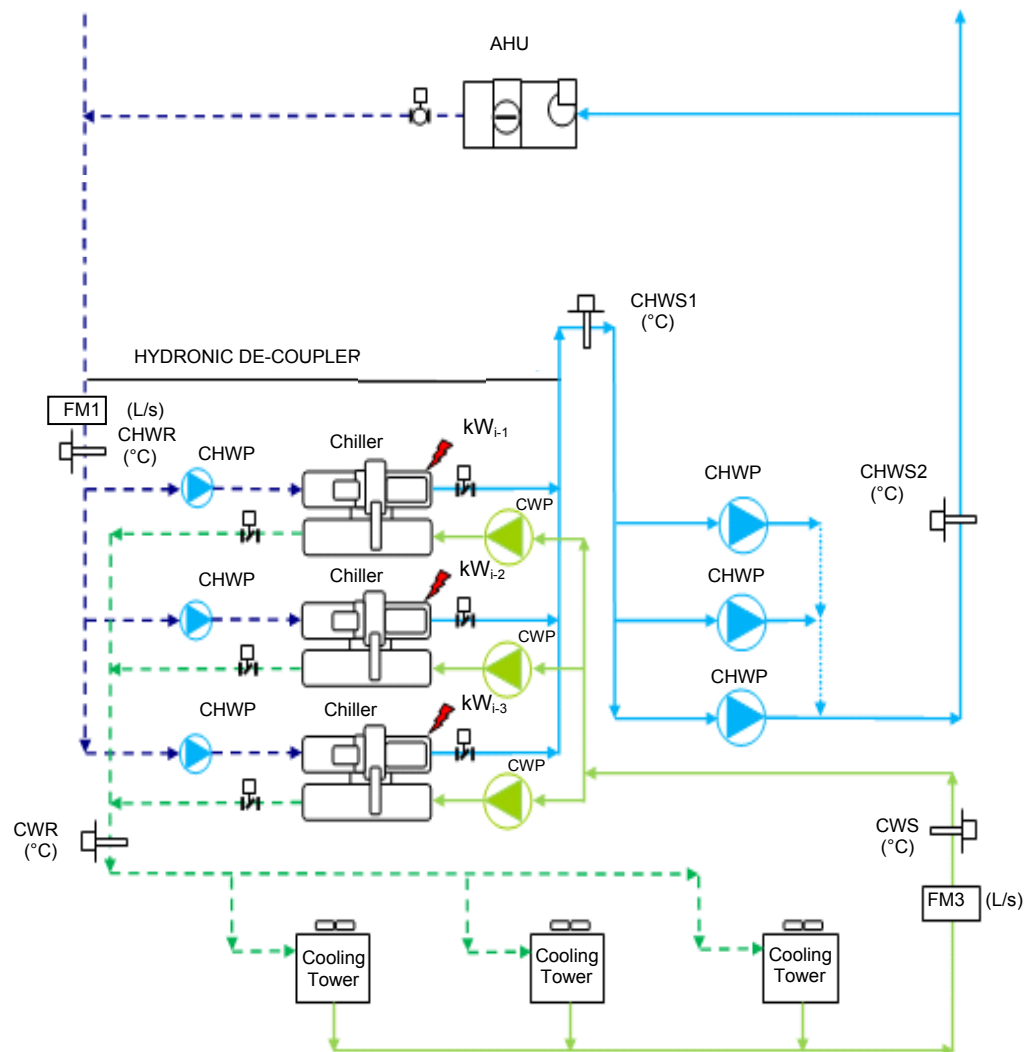 AHU
CHWS1
(°C)
HYDRONIC DE-COUPLER
FM1 (L/s)
CHWR
(°C)
CHWP
Chiller
kWi-1
CWP
CHWP
CHWS2
(°C)
CHWP
Chiller
kWi-2
CWP
CHWP
CHWP
Chiller
kWi-3
CWP
CHWP
CWR
(°C)
CWS
(°C)
FM3 (L/s)
Cooling
Tower
Cooling
Tower
Cooling
Tower